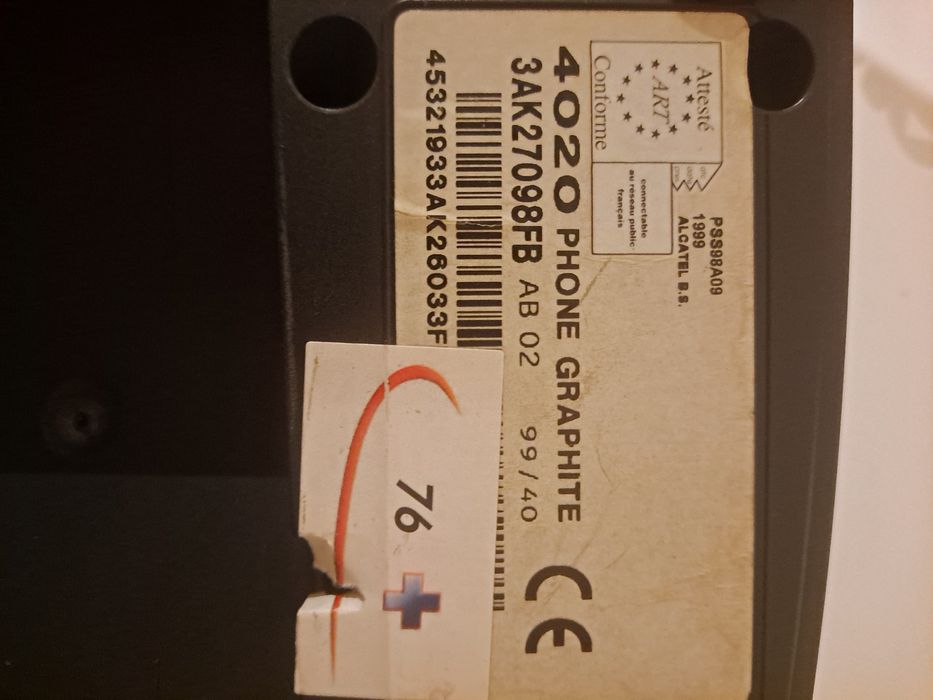 Attesté
ART
Conforme
connectable
au réseau public
français
PSS98A09
1999
ALCATEL B.S.
4020 PHONE GRAPHITE
3AK27098FB AB 02 99/40
CE
45321933AK26033F
76